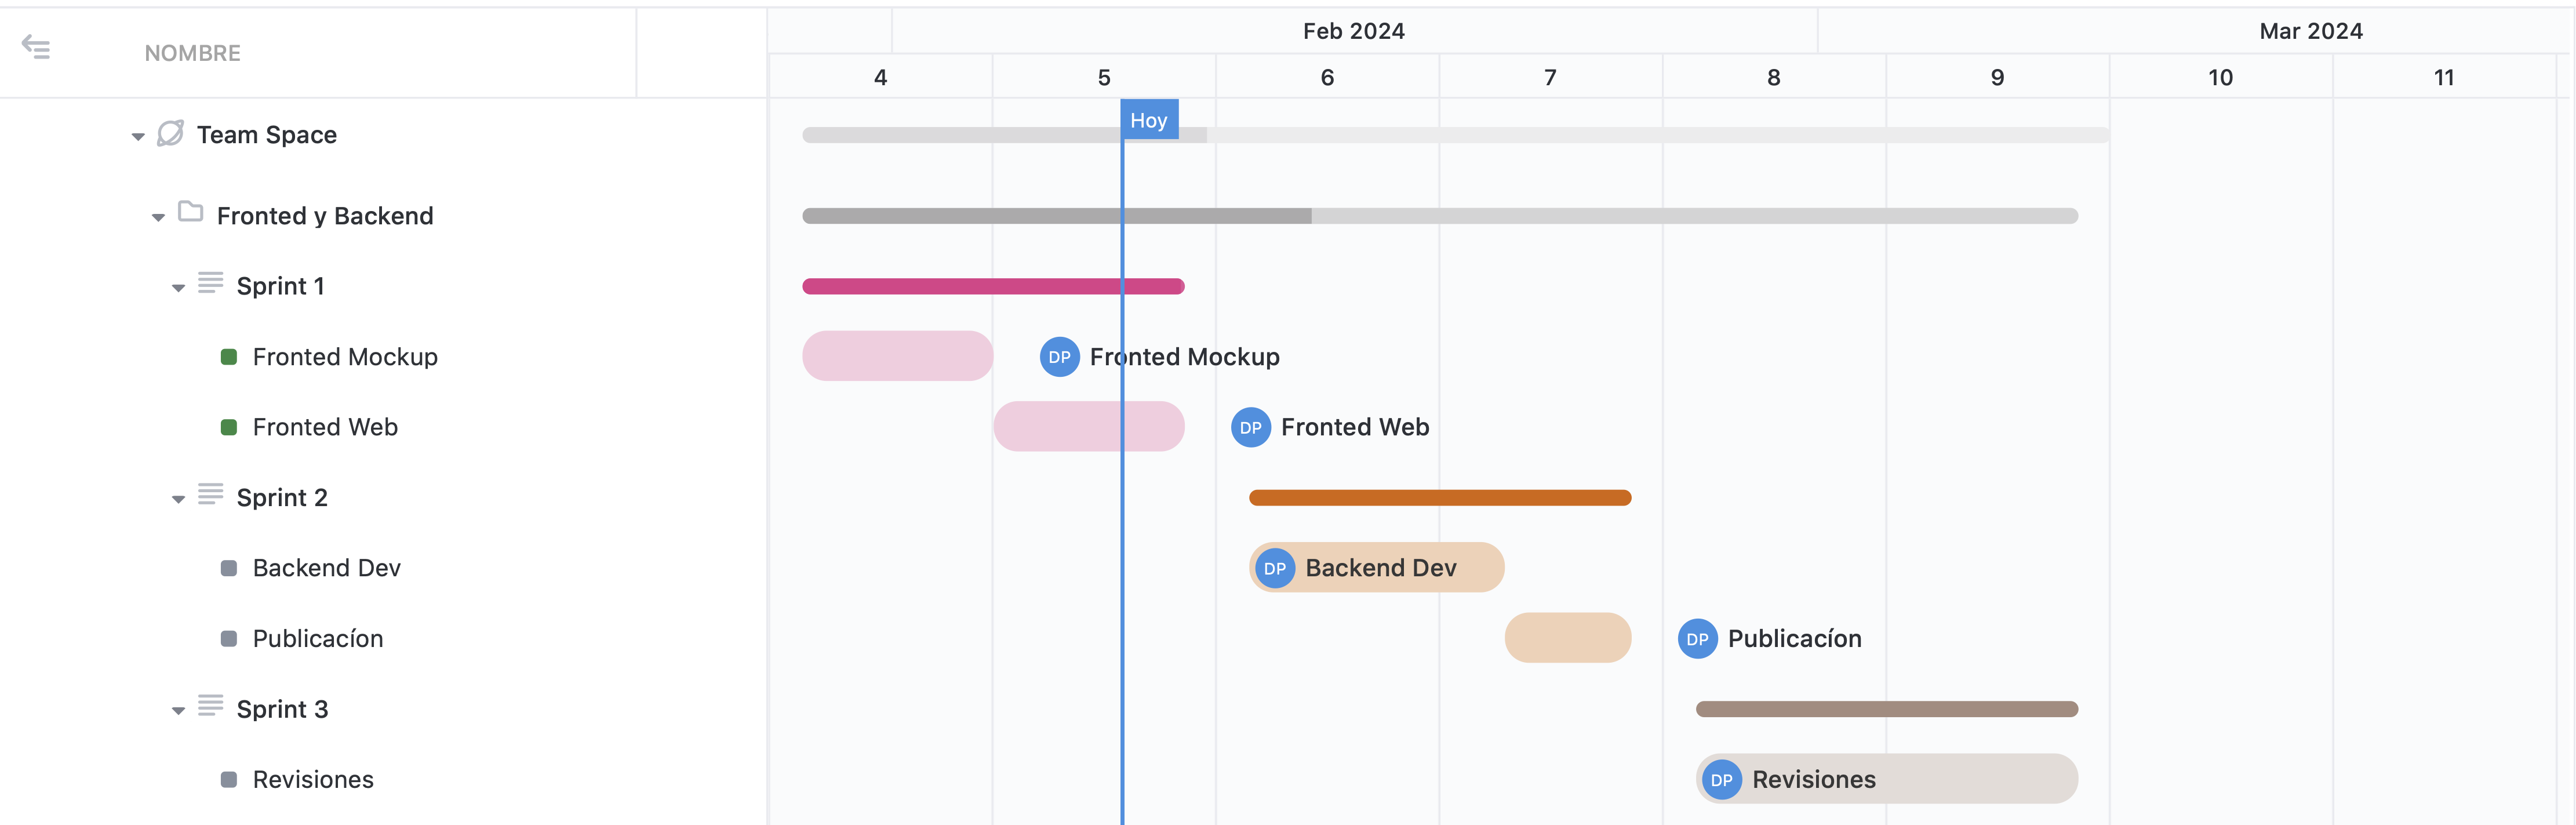 NOMBRE
Feb 2024
Mar 2024
4 5 6 7 8 9 10 11
Hoy
Team Space
Fronted y Backend
Sprint 1
Fronted Mockup
DP Fronted Mockup
Fronted Web
DP Fronted Web
Sprint 2
Backend Dev
DP Backend Dev
Publicacíon
DP Publicacíon
Sprint 3
Revisiones
DP Revisiones